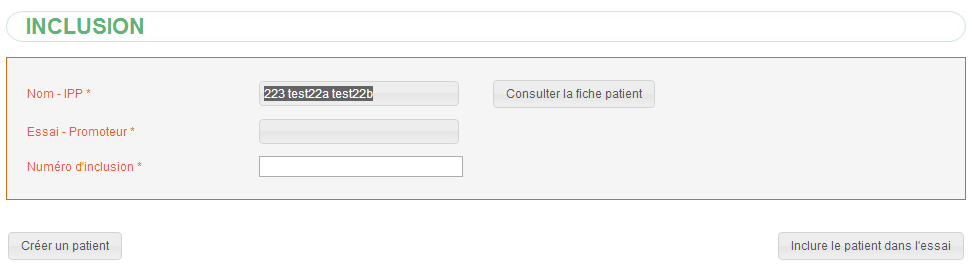 INCLUSION
Nom - IPP * 223 test22a test22b Consulter la fiche patient
Essai - Promoteur *
Numéro d'inclusion *
Créer un patient Inclure le patient dans l'essai